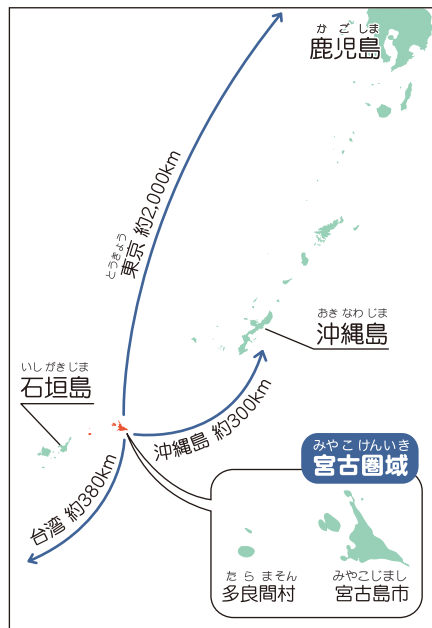 かごしま
鹿児島
とうきょう
東京 約2,000km
おきなわじま
沖縄島
いしがきじま
石垣島
沖縄島 約300km
台湾 約380km
みやこけんいき
宮古圏域
たらまそん
多良間村
みやこじまし
宮古島市